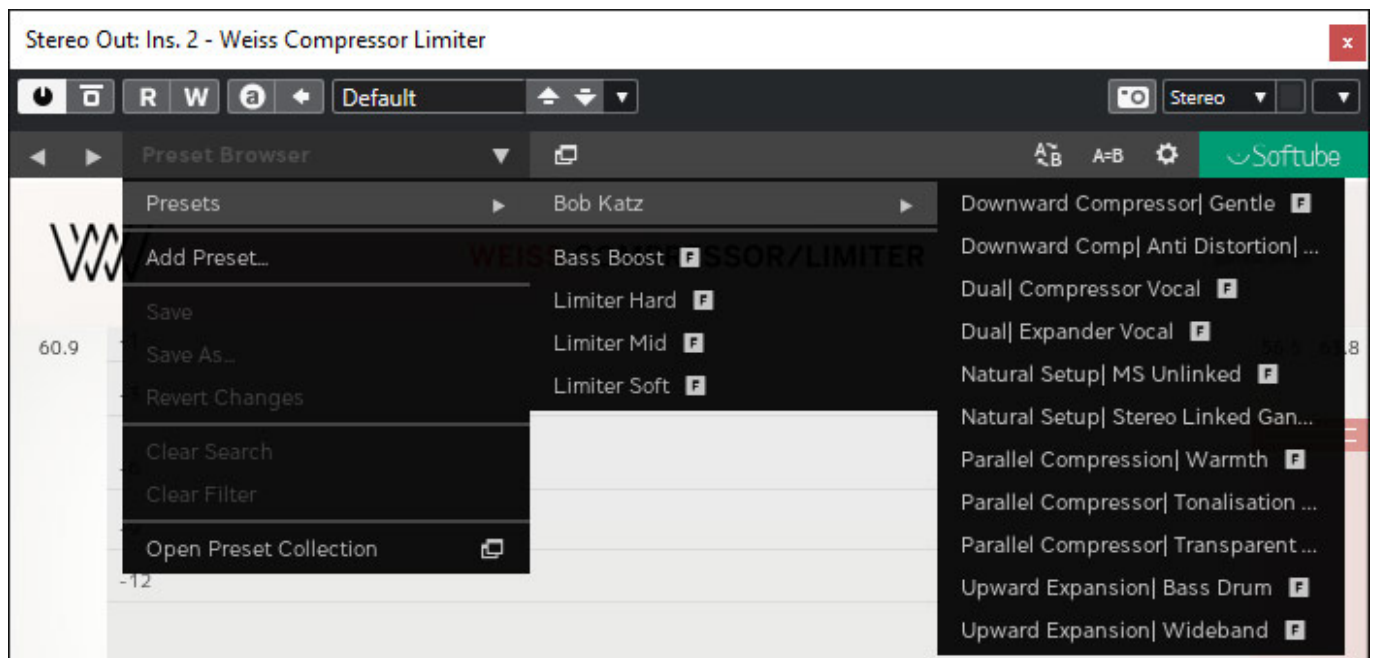 Stereo Out: Ins. 2 - Weiss Compressor Limiter
x
R W a Default Stereo
Preset Browser A B A=B Softube
Presets
Add Preset…
Save
Save As…
Revert Changes
Clear Search
Clear Filter
Open Preset Collection
Bob Katz
Bass Boost F
Limiter Hard F
Limiter Mid F
Limiter Soft F
Downward Compressor| Gentle F
Downward Comp| Anti Distortion| ...
Dual| Compressor Vocal F
Dual| Expander Vocal F
Natural Setup| MS Unlinked F
Natural Setup| Stereo Linked Gan...
Parallel Compression| Warmth F
Parallel Compressor| Tonalisation ...
Parallel Compressor| Transparent ...
Upward Expansion| Bass Drum F
Upward Expansion| Wideband F
WEISS COMPRESSOR/LIMITER
60.9
-12